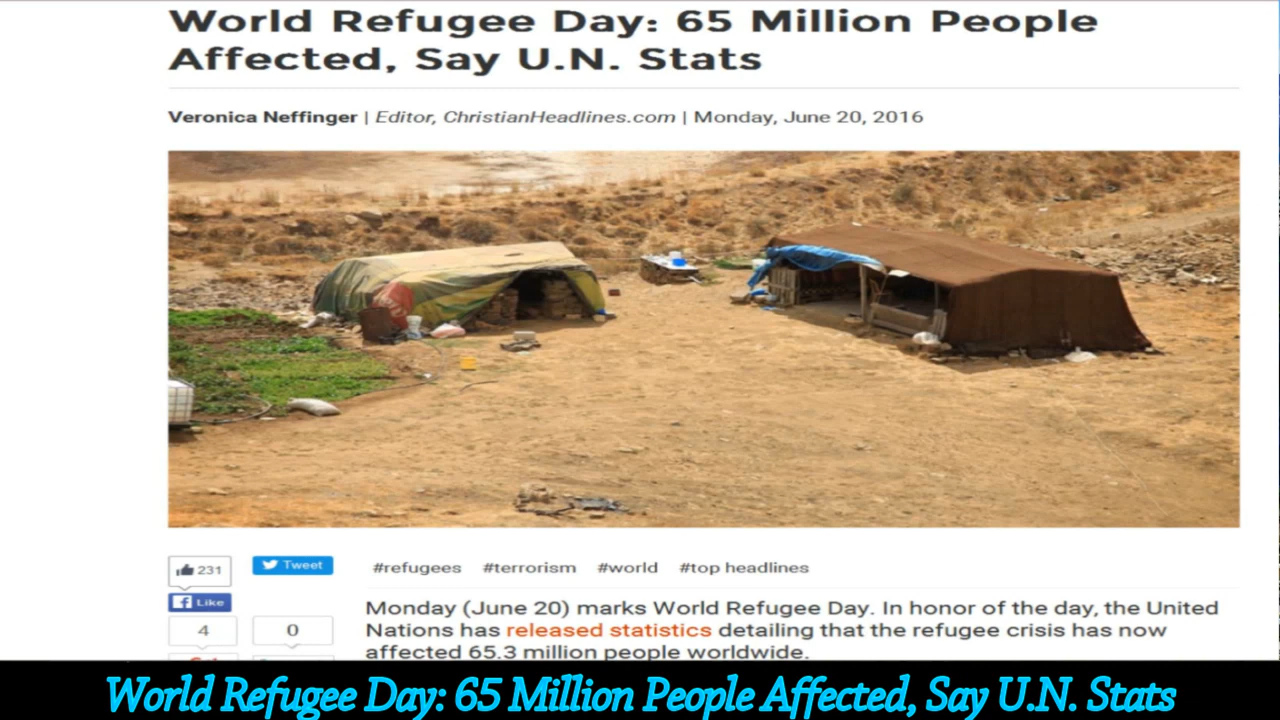 World Refugee Day: 65 Million People
Affected, Say U.N. Stats
Veronica Neffinger | Editor, ChristianHeadlines.com | Monday, June 20, 2016
231
Tweet
#refugees #terrorism #world #top headlines
Like
4
0
Monday (June 20) marks World Refugee Day. In honor of the day, the United
Nations has released statistics detailing that the refugee crisis has now
affected 65.3 million people worldwide.
World Refugee Day: 65 Million People Affected, Say U.N. Stats